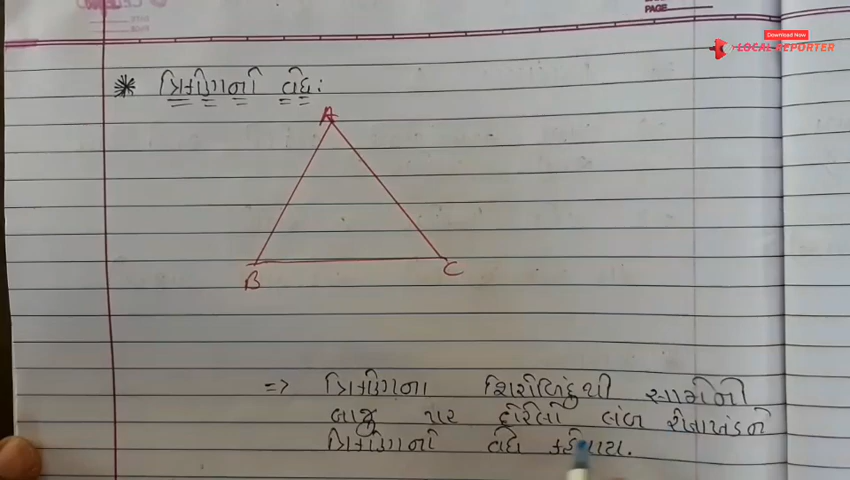 PAGE
Download Now
LOCAL REPORTER
* ત્રિકોણનો વેધ:
A
B C
=> ત્રિકોણના શિરોબિંદુથી સામેની
બાજુ પર દોરેલા લંબ રેખાખંડને
ત્રિકોણનો વેધ કહેવાય.